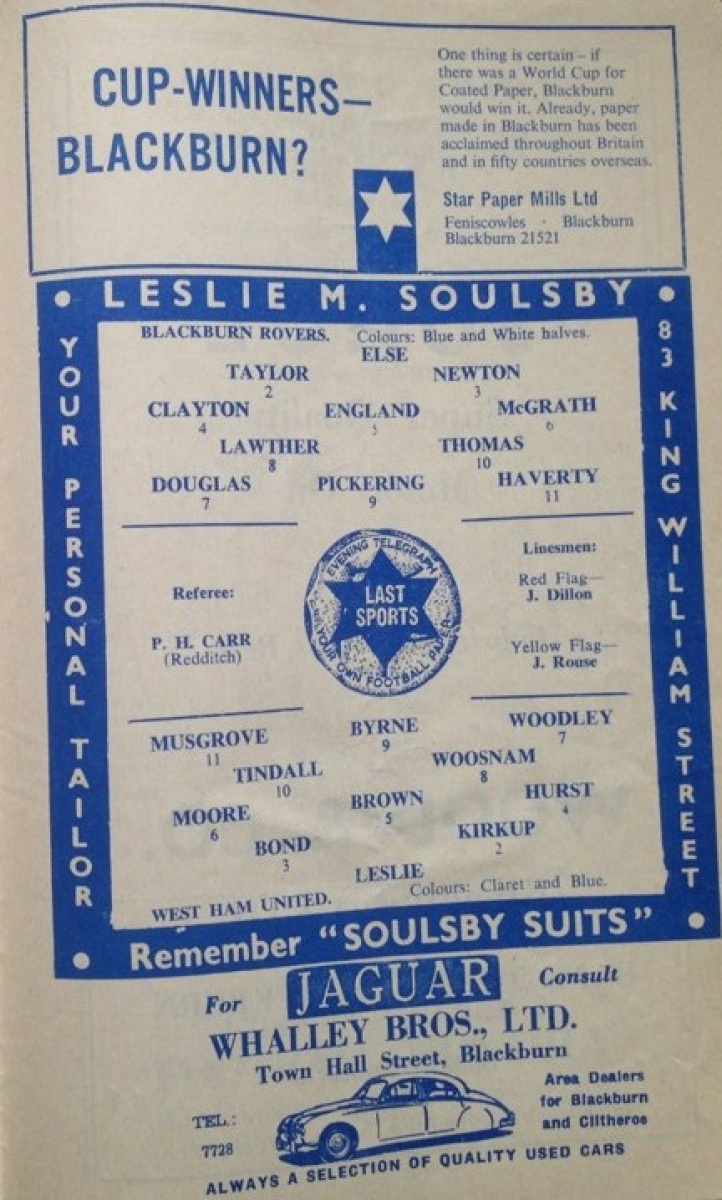 CUP-WINNERS—
BLACKBURN?
One thing is certain – if
there was a World Cup for
Coated Paper, Blackburn
would win it. Already, paper
made in Blackburn has been
acclaimed throughout Britain
and in fifty countries overseas.
Star Paper Mills Ltd
Feniscowles · Blackburn
Blackburn 21521
• LESLIE M. SOULSBY •
YOUR PERSONAL TAILOR
83 KING WILLIAM STREET
BLACKBURN ROVERS. Colours: Blue and White halves.
ELSE
TAYLOR NEWTON
2 3
CLAYTON ENGLAND McGRATH
4 5 6
LAWTHER THOMAS
8 10
DOUGLAS PICKERING HAVERTY
7 9 11
Referee:
P. H. CARR
(Redditch)
EVENING TELEGRAPH
LAST
SPORTS
YOUR OWN FOOTBALL PAPER
Linesmen:
Red Flag—
J. Dillon
Yellow Flag—
J. Rouse
MUSGROVE BYRNE WOODLEY
11 9 7
TINDALL WOOSNAM
10 8
MOORE BROWN HURST
6 5 4
BOND KIRKUP
3 2
LESLIE
WEST HAM UNITED. Colours: Claret and Blue.
• Remember "SOULSBY SUITS" •
For JAGUAR Consult
WHALLEY BROS., LTD.
Town Hall Street, Blackburn
TEL.:
7728
Area Dealers
for Blackburn
and Clitheroe
ALWAYS A SELECTION OF QUALITY USED CARS